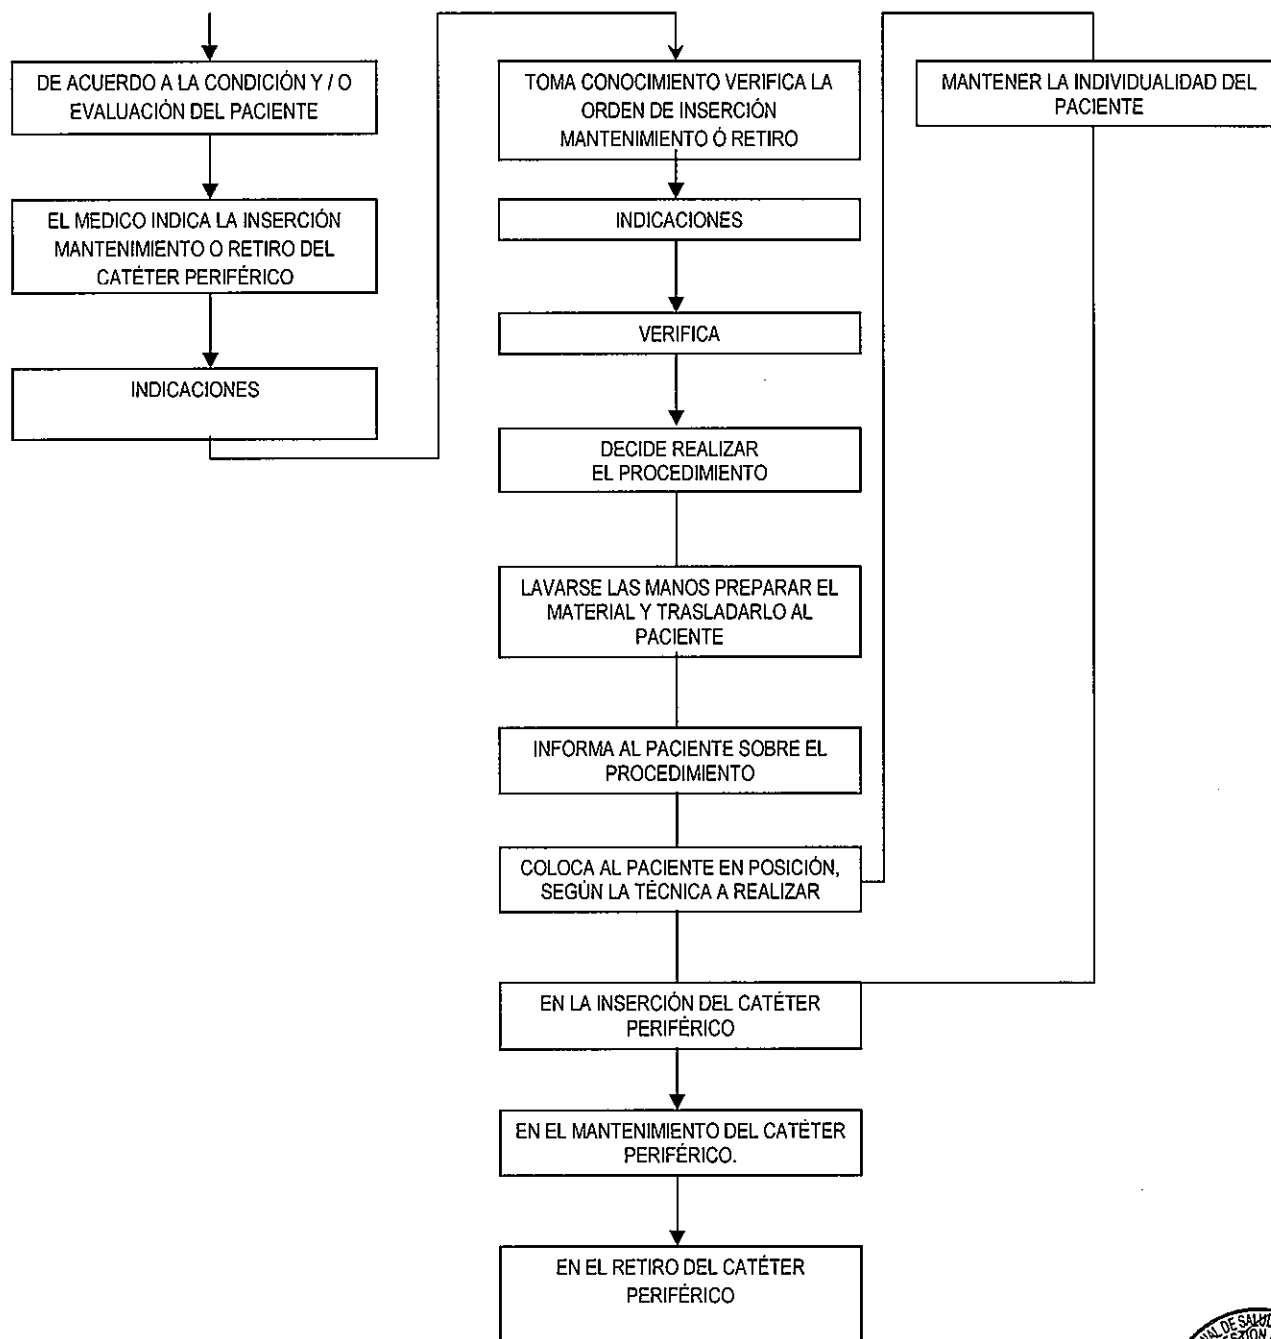 DE ACUERDO A LA CONDICIÓN Y / O
EVALUACIÓN DEL PACIENTE
EL MEDICO INDICA LA INSERCIÓN
MANTENIMIENTO O RETIRO DEL
CATÉTER PERIFÉRICO
INDICACIONES
TOMA CONOCIMIENTO VERIFICA LA
ORDEN DE INSERCIÓN
MANTENIMIENTO Ó RETIRO
INDICACIONES
VERIFICA
DECIDE REALIZAR
EL PROCEDIMIENTO
LAVARSE LAS MANOS PREPARAR EL
MATERIAL Y TRASLADARLO AL
PACIENTE
INFORMA AL PACIENTE SOBRE EL
PROCEDIMIENTO
COLOCA AL PACIENTE EN POSICIÓN,
SEGÚN LA TÉCNICA A REALIZAR
MANTENER LA INDIVIDUALIDAD DEL
PACIENTE
EN LA INSERCIÓN DEL CATÉTER
PERIFÉRICO
EN EL MANTENIMIENTO DEL CATÉTER
PERIFÉRICO.
EN EL RETIRO DEL CATÉTER
PERIFÉRICO
DE SALUD